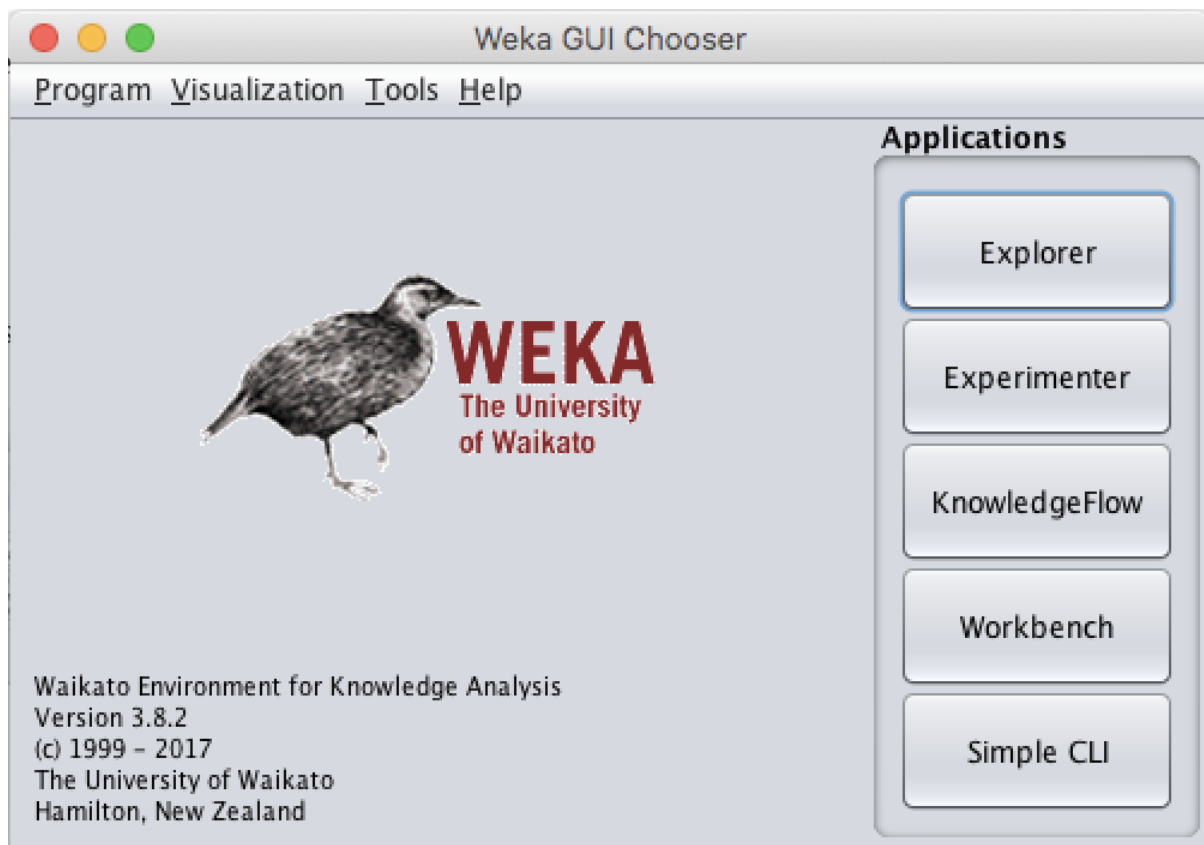 Weka GUI Chooser
Program Visualization Tools Help
Applications
Explorer
Experimenter
KnowledgeFlow
Workbench
Simple CLI
WEKA
The University
of Waikato
Waikato Environment for Knowledge Analysis
Version 3.8.2
(c) 1999 – 2017
The University of Waikato
Hamilton, New Zealand